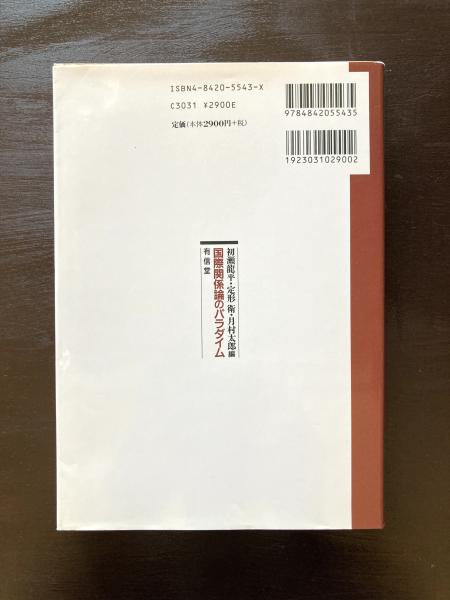 ISBN4-8420-5543-X
C3031 ¥2900E
定価(本体2900円+税)
9784842055435
1923031029002
初瀬龍平・定形 衛・月村太郎 編
国際関係論のパラダイム
有信堂